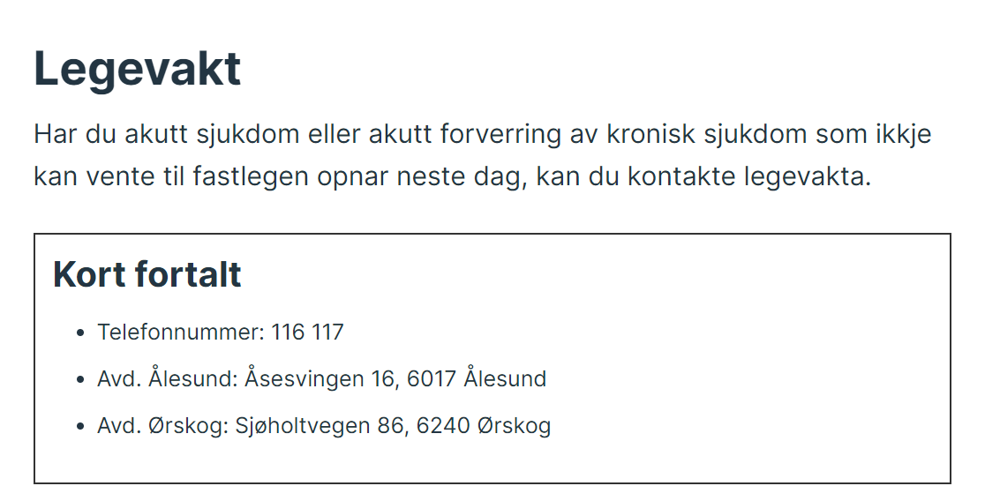 Legevakt
Har du akutt sjukdom eller akutt forverring av kronisk sjukdom som ikkje
kan vente til fastlegen opnar neste dag, kan du kontakte legevakta.
Kort fortalt
• Telefonnummer: 116 117
• Avd. Ålesund: Åsesvingen 16, 6017 Ålesund
• Avd. Ørskog: Sjøholtvegen 86, 6240 Ørskog